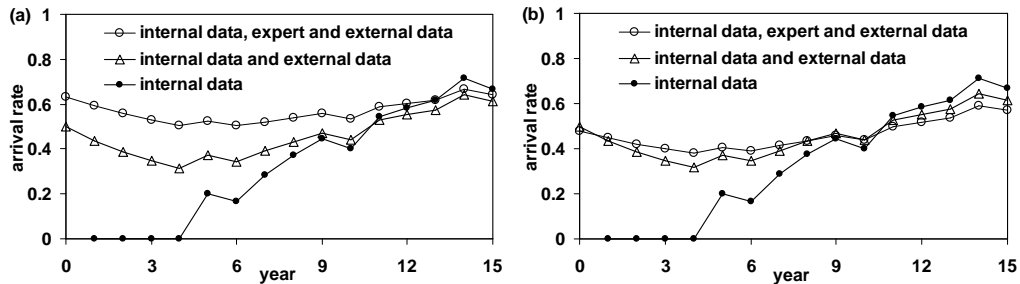 (a)
1
0.8
0.6
0.4
0.2
0
arrival rate
internal data, expert and external data
internal data and external data
internal data
0 3 6 9 12 15
year
(b)
1
0.8
0.6
0.4
0.2
0
arrival rate
internal data, expert and external data
internal data and external data
internal data
0 3 6 9 12 15
year